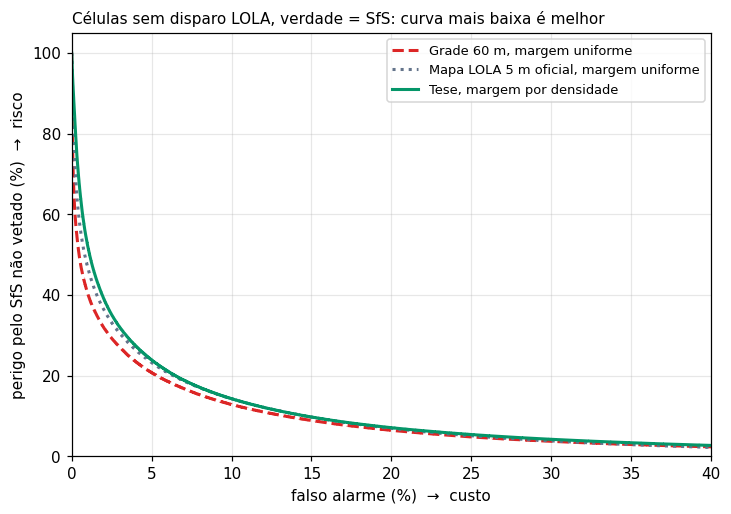 Células sem disparo LOLA, verdade = SfS: curva mais baixa é melhor
Grade 60 m, margem uniforme
Mapa LOLA 5 m oficial, margem uniforme
Tese, margem por densidade
perigo pelo SfS não vetado (%) → risco
100
80
60
40
20
0
0 5 10 15 20 25 30 35 40
falso alarme (%) → custo